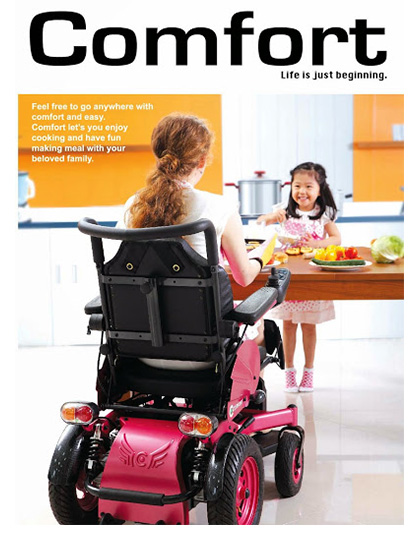 Comfort
Life is just beginning.
Feel free to go anywhere with
comfort and easy.
Comfort let's you enjoy
cooking and have fun
making meal with your
beloved family.